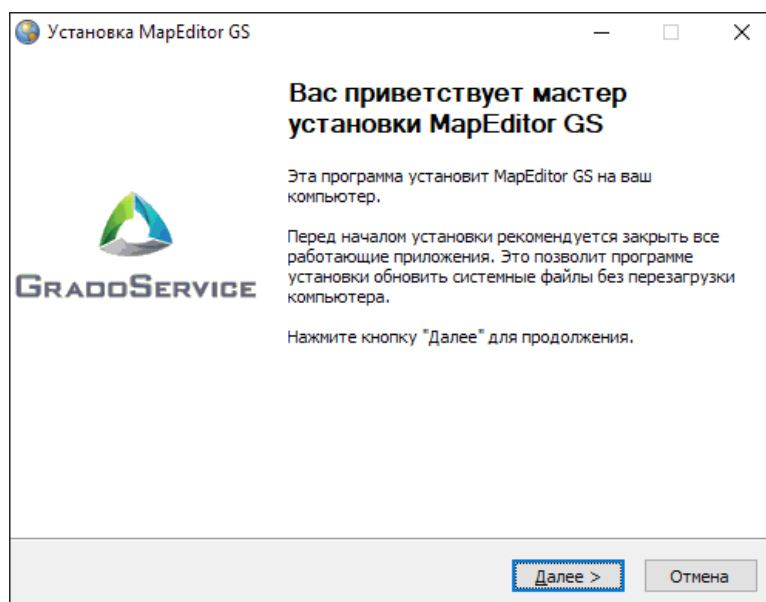 Установка MapEditor GS
Вас приветствует мастер
установки MapEditor GS
Эта программа установит MapEditor GS на ваш
компьютер.
Перед началом установки рекомендуется закрыть все
работающие приложения. Это позволит программе
установки обновить системные файлы без перезагрузки
компьютера.
Нажмите кнопку "Далее" для продолжения.
GRADOSERVICE
Далее >
Отмена